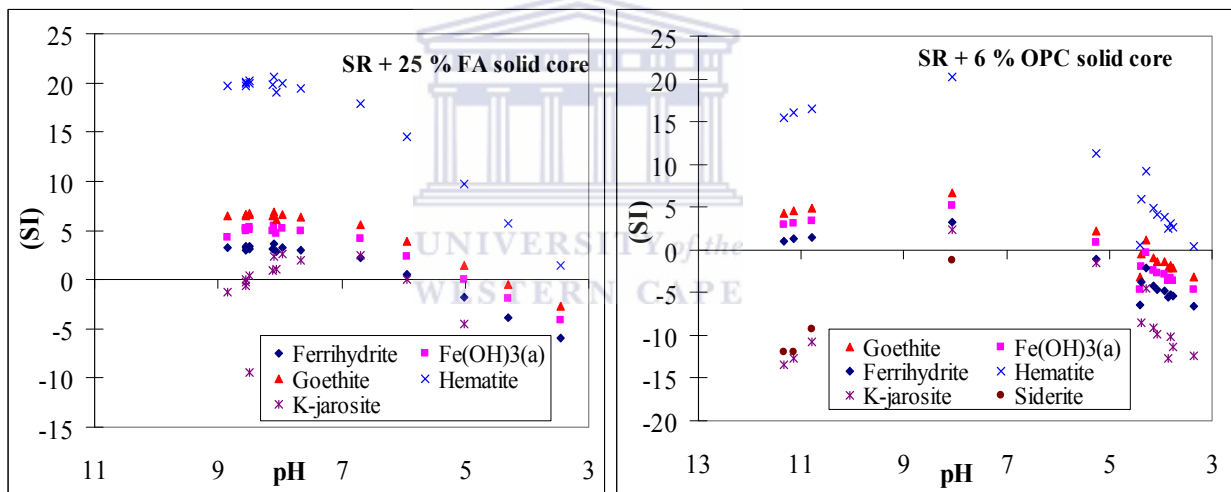 SR + 25 % FA solid core
(SI)
25
20
15
10
5
0
-5
-10
-15
Ferrihydrite
Fe(OH)3(a)
Goethite
Hematite
K-jarosite
11
9
7
5
3
pH
SR + 6 % OPC solid core
(SI)
25
20
15
10
5
0
-5
-10
-15
-20
Goethite
Fe(OH)3(a)
Ferrihydrite
Hematite
K-jarosite
Siderite
13
11
9
7
5
3
pH
UNIVERSITY of the
WESTERN CAPE